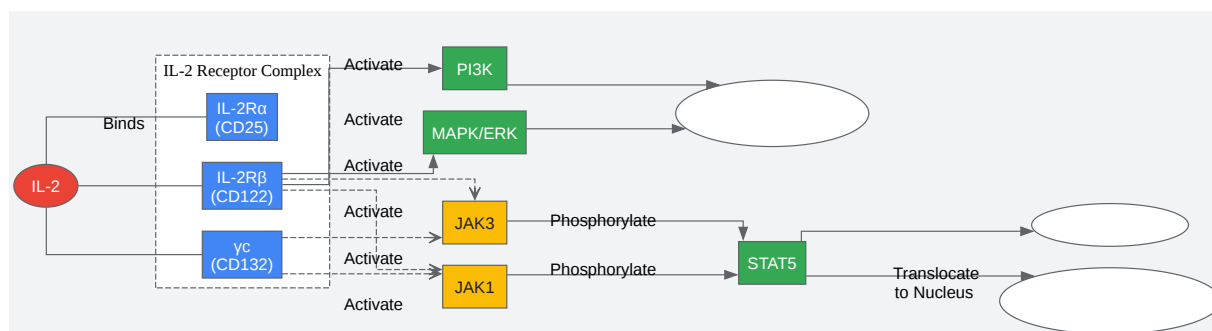 IL-2 Receptor Complex
Activate
PI3K
IL-2Rα
(CD25)
Binds
Activate
MAPK/ERK
Activate
IL-2
IL-2Rβ
(CD122)
Activate
JAK3
Phosphorylate
γc
(CD132)
Activate
STAT5
Phosphorylate
JAK1
Translocate
to Nucleus
Activate